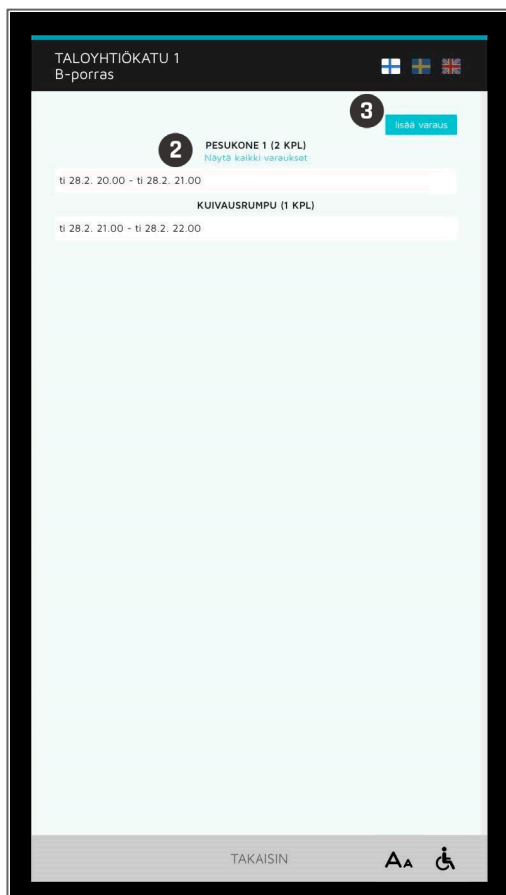 TALOYHTIÖKATU 1
B-porras
3
lisää varaus
2
PESUKONE 1 (2 KPL)
Näytä kaikki varaukset
ti 28.2. 20.00 - ti 28.2. 21.00
KUIVAUSRUMPU (1 KPL)
ti 28.2. 21.00 - ti 28.2. 22.00
TAKAISIN
AA